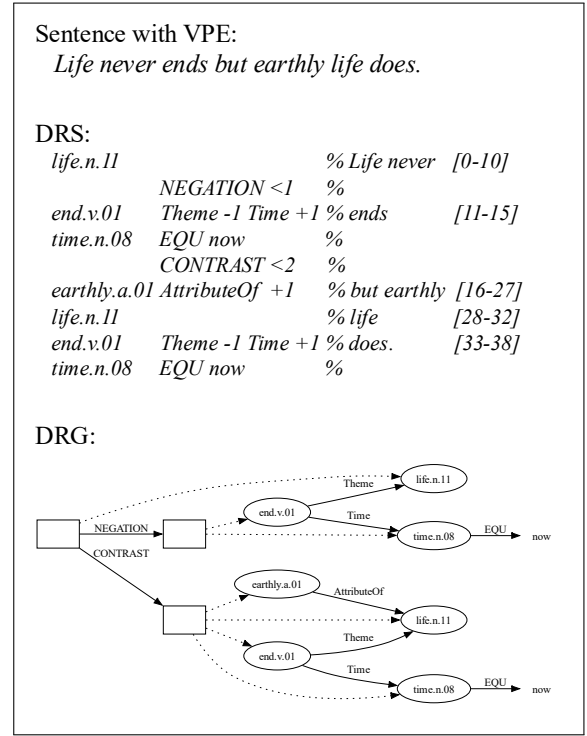 Sentence with VPE:
Life never ends but earthly life does.
DRS:
life.n.11 % Life never [0-10]
NEGATION <1 %
end.v.01 Theme -1 Time +1 % ends [11-15]
time.n.08 EQU now %
CONTRAST <2 %
earthly.a.01 AttributeOf +1 % but earthly [16-27]
life.n.11 % life [28-32]
end.v.01 Theme -1 Time +1 % does. [33-38]
time.n.08 EQU now %
DRG:
Theme
life.n.11
end.v.01
Time
NEGATION
time.n.08
EQU
now
CONTRAST
earthly.a.01
AttributeOf
life.n.11
Theme
end.v.01
Time
time.n.08
EQU
now